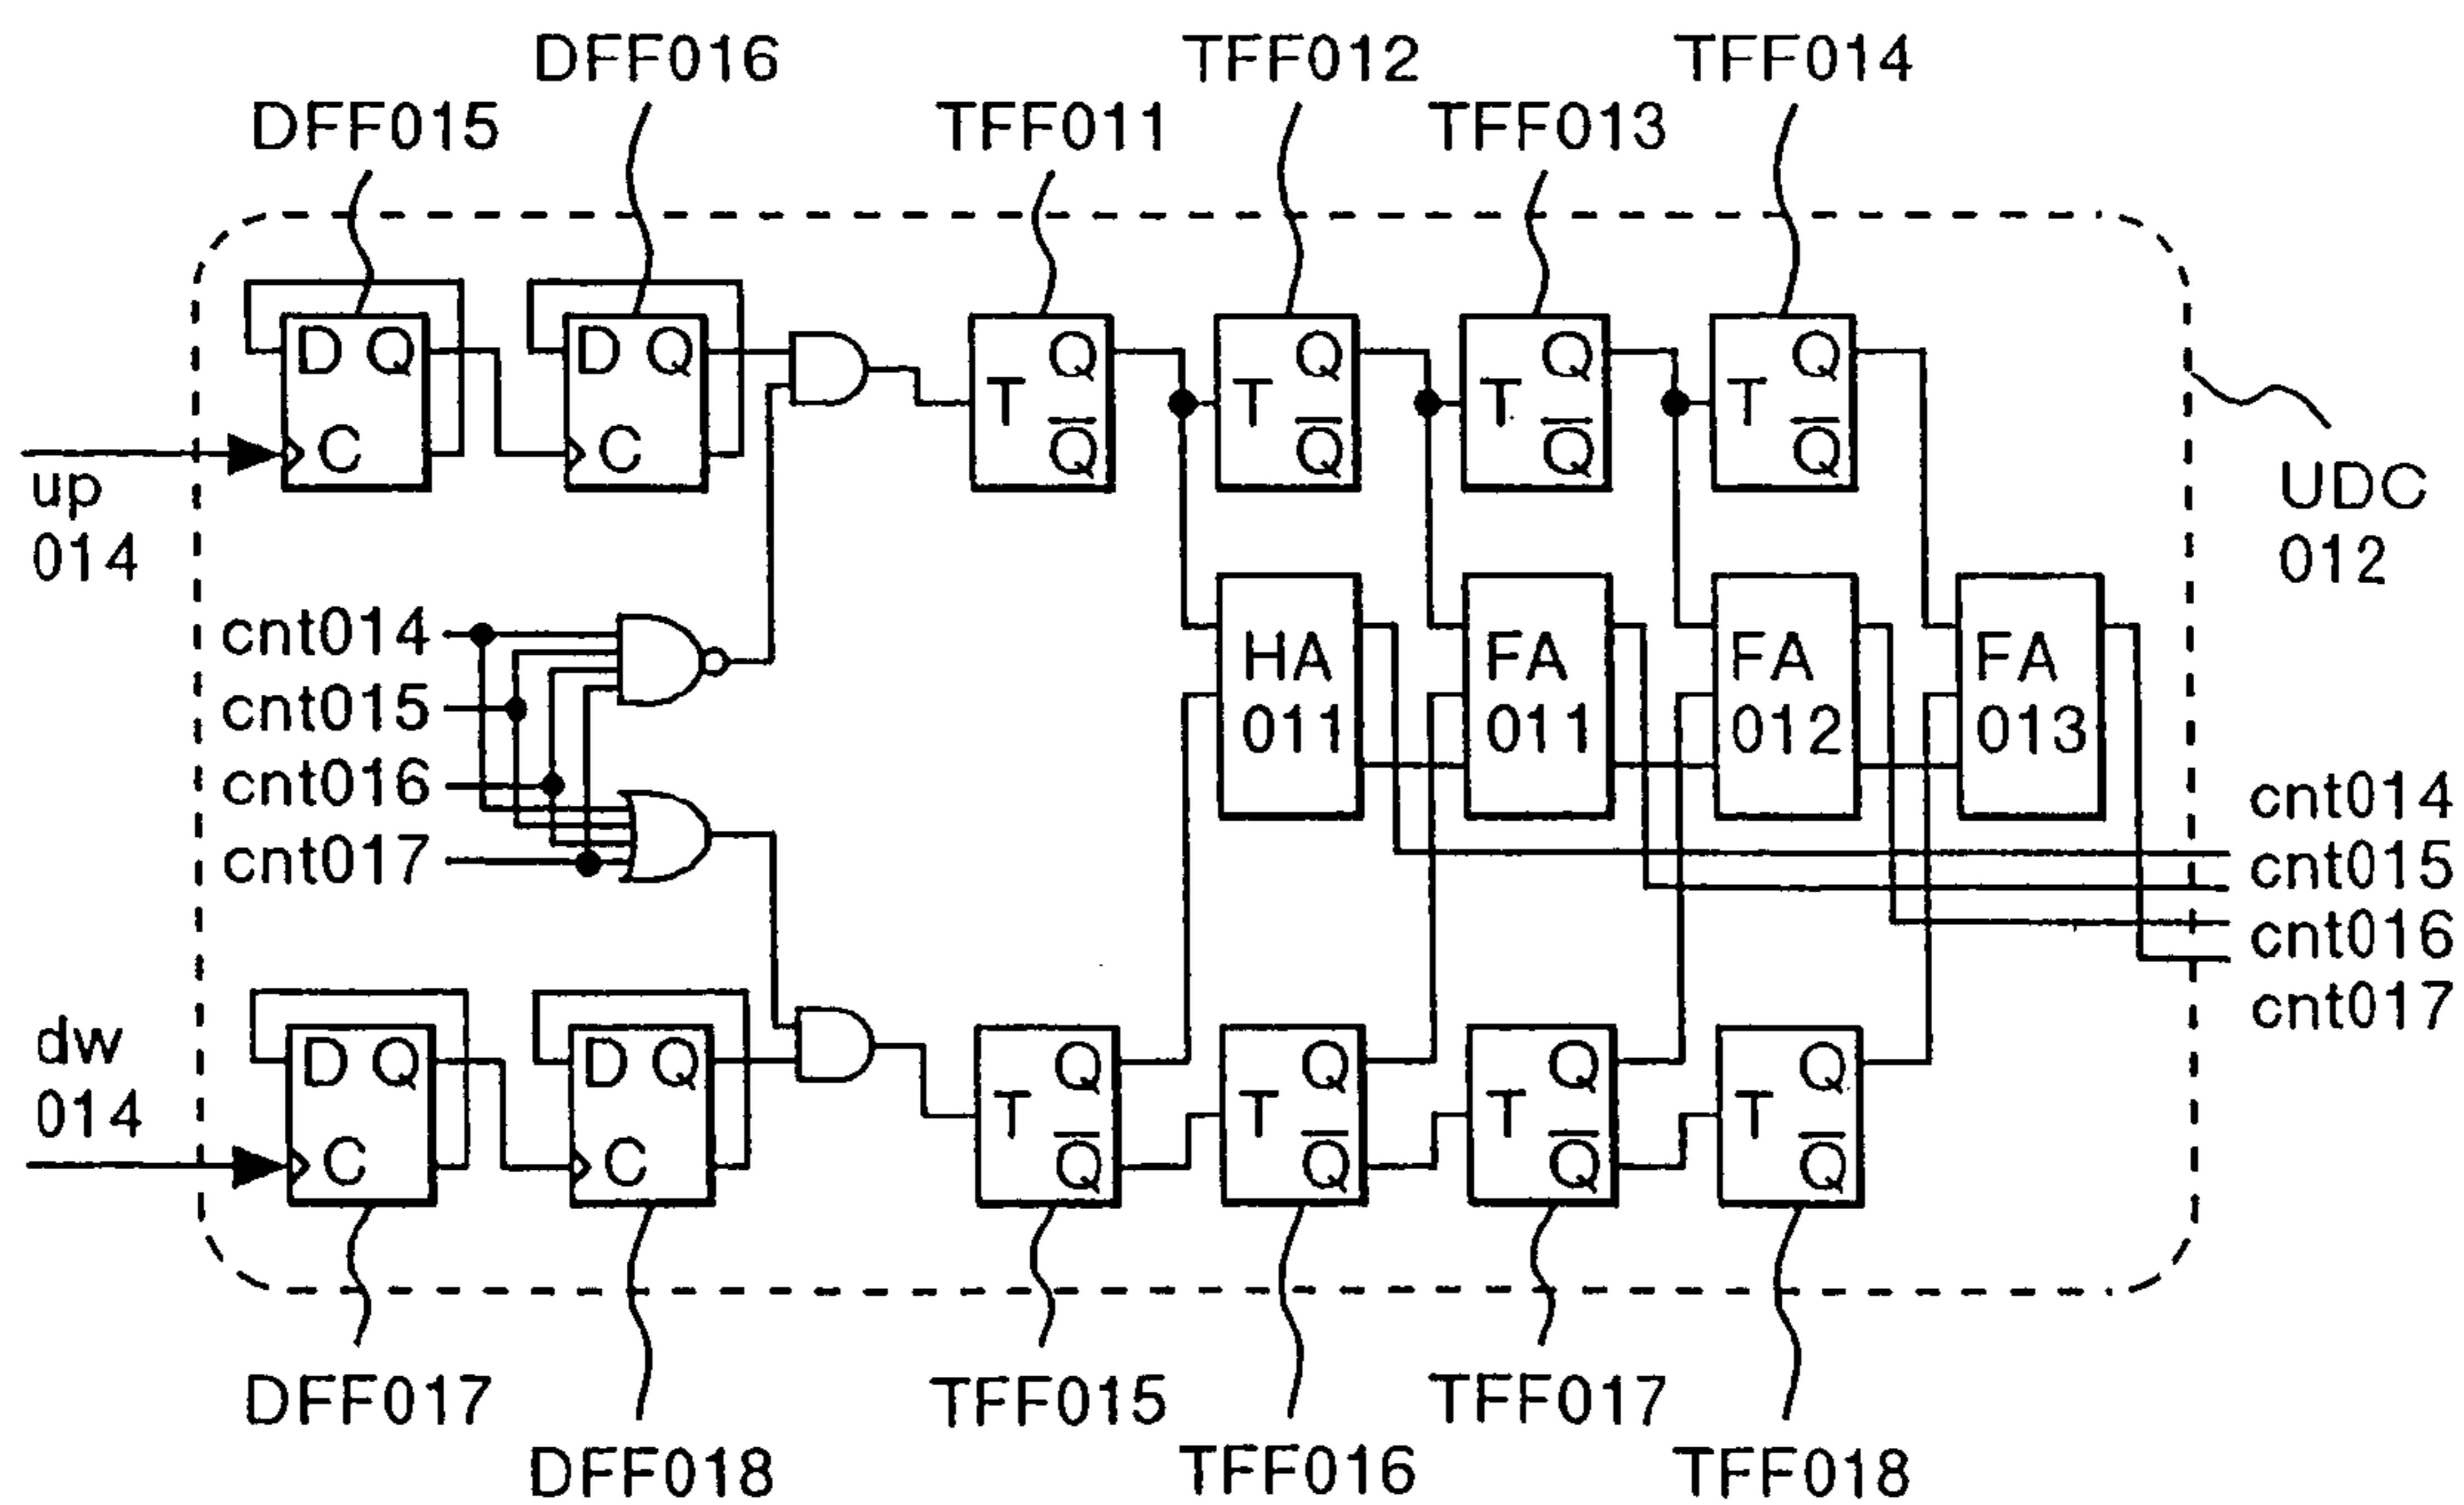 DFF016
TFF012
TFF014
DFF015
TFF011
TFF013
D Q
C
D Q
C
T Q
Q̅
T Q
Q̅
T Q
Q̅
T Q
Q̅
up
014
UDC
012
cnt014
cnt015
cnt016
cnt017
HA
011
FA
011
FA
012
FA
013
cnt014
cnt015
cnt016
cnt017
dw
014
D Q
C
D Q
C
T Q
Q̅
T Q
Q̅
T Q
Q̅
T Q
Q̅
DFF017
TFF015
TFF017
DFF018
TFF016
TFF018